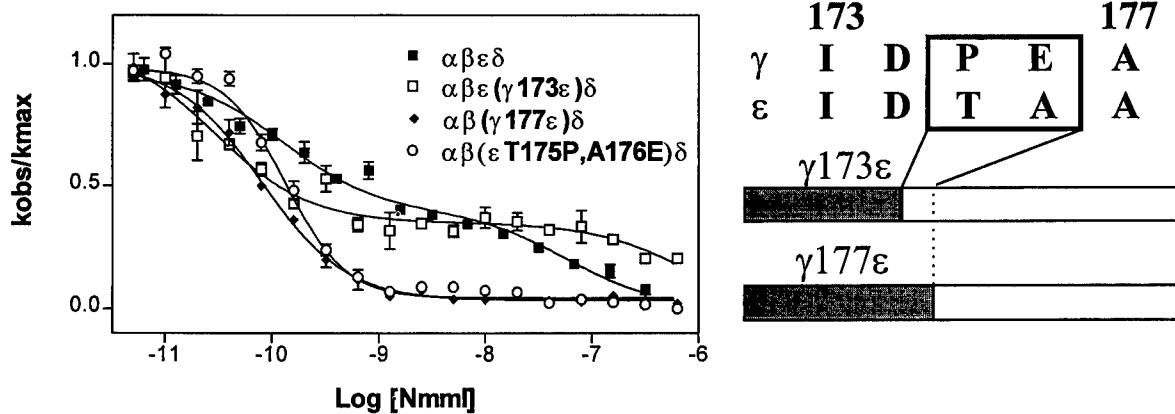 kobs/kmax
1.0
0.5
0.0
-11
-10
-9
-8
-7
-6
Log [NmmI]
αβεδ
αβε(γ173ε)δ
αβ(γ177ε)δ
αβ(εT175P,A176E)δ
173
177
γ I D P E A
ε I D T A A
γ173ε
γ177ε